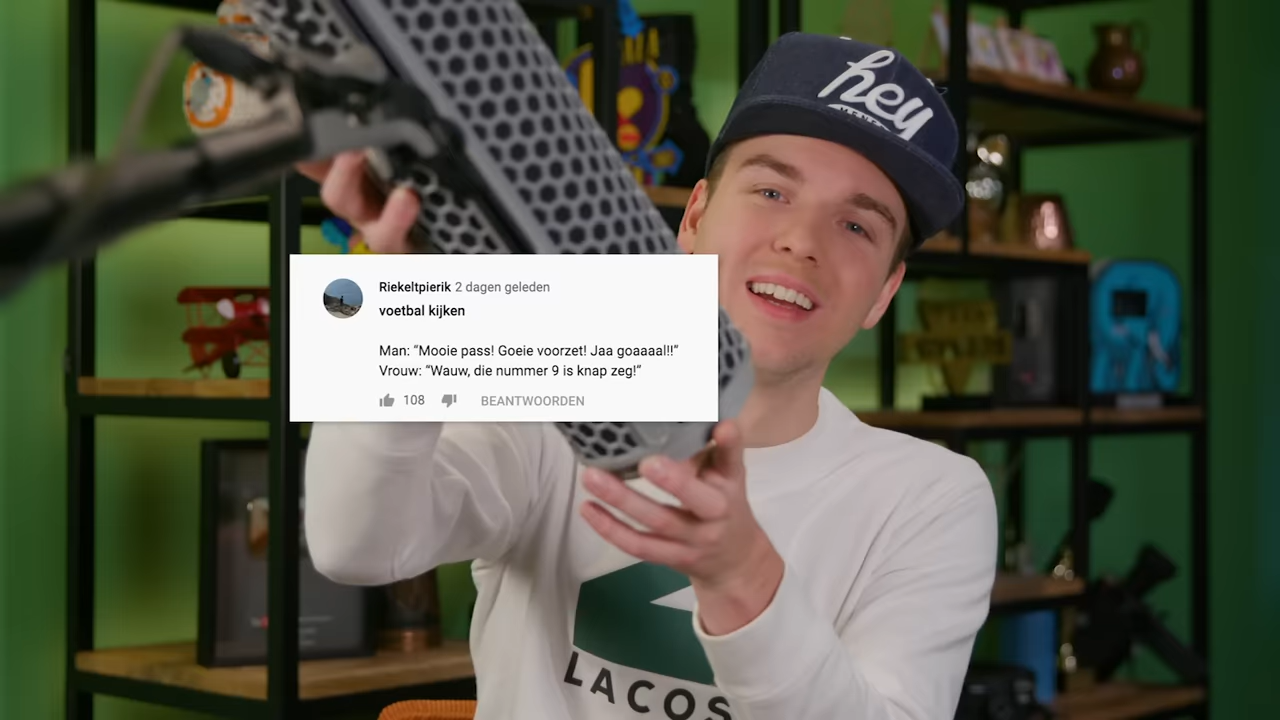 hey
Riekeltpierik 2 dagen geleden
voetbal kijken
Man: “Mooie pass! Goeie voorzet! Jaa goaaaal!!”
Vrouw: “Wauw, die nummer 9 is knap zeg!”
108 BEANTWOORDEN
LACOS